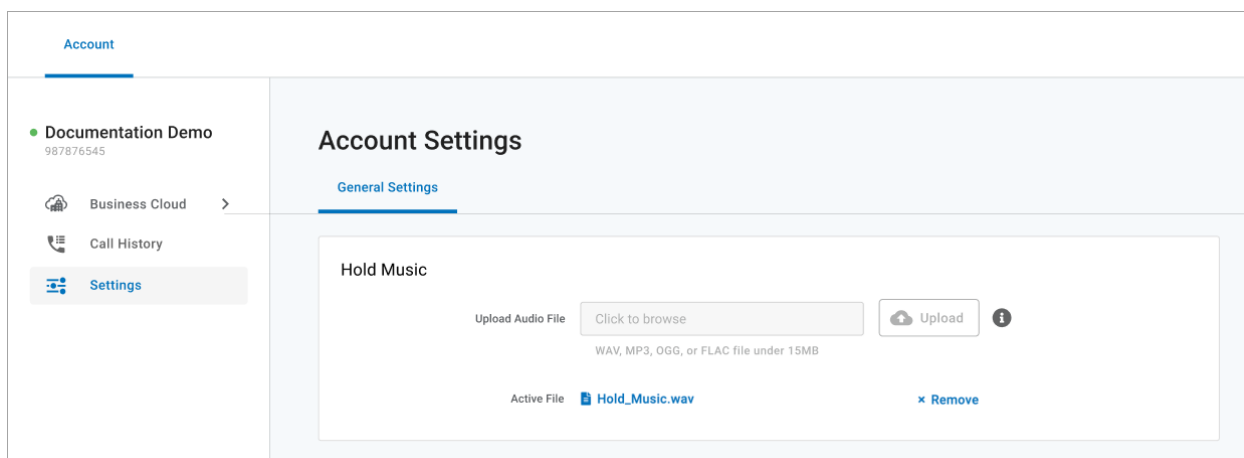 Account
Documentation Demo
987876545
Business Cloud
Call History
Settings
Account Settings
General Settings
Hold Music
Upload Audio File Click to browse Upload
WAV, MP3, OGG, or FLAC file under 15MB
Active File Hold_Music.wav × Remove